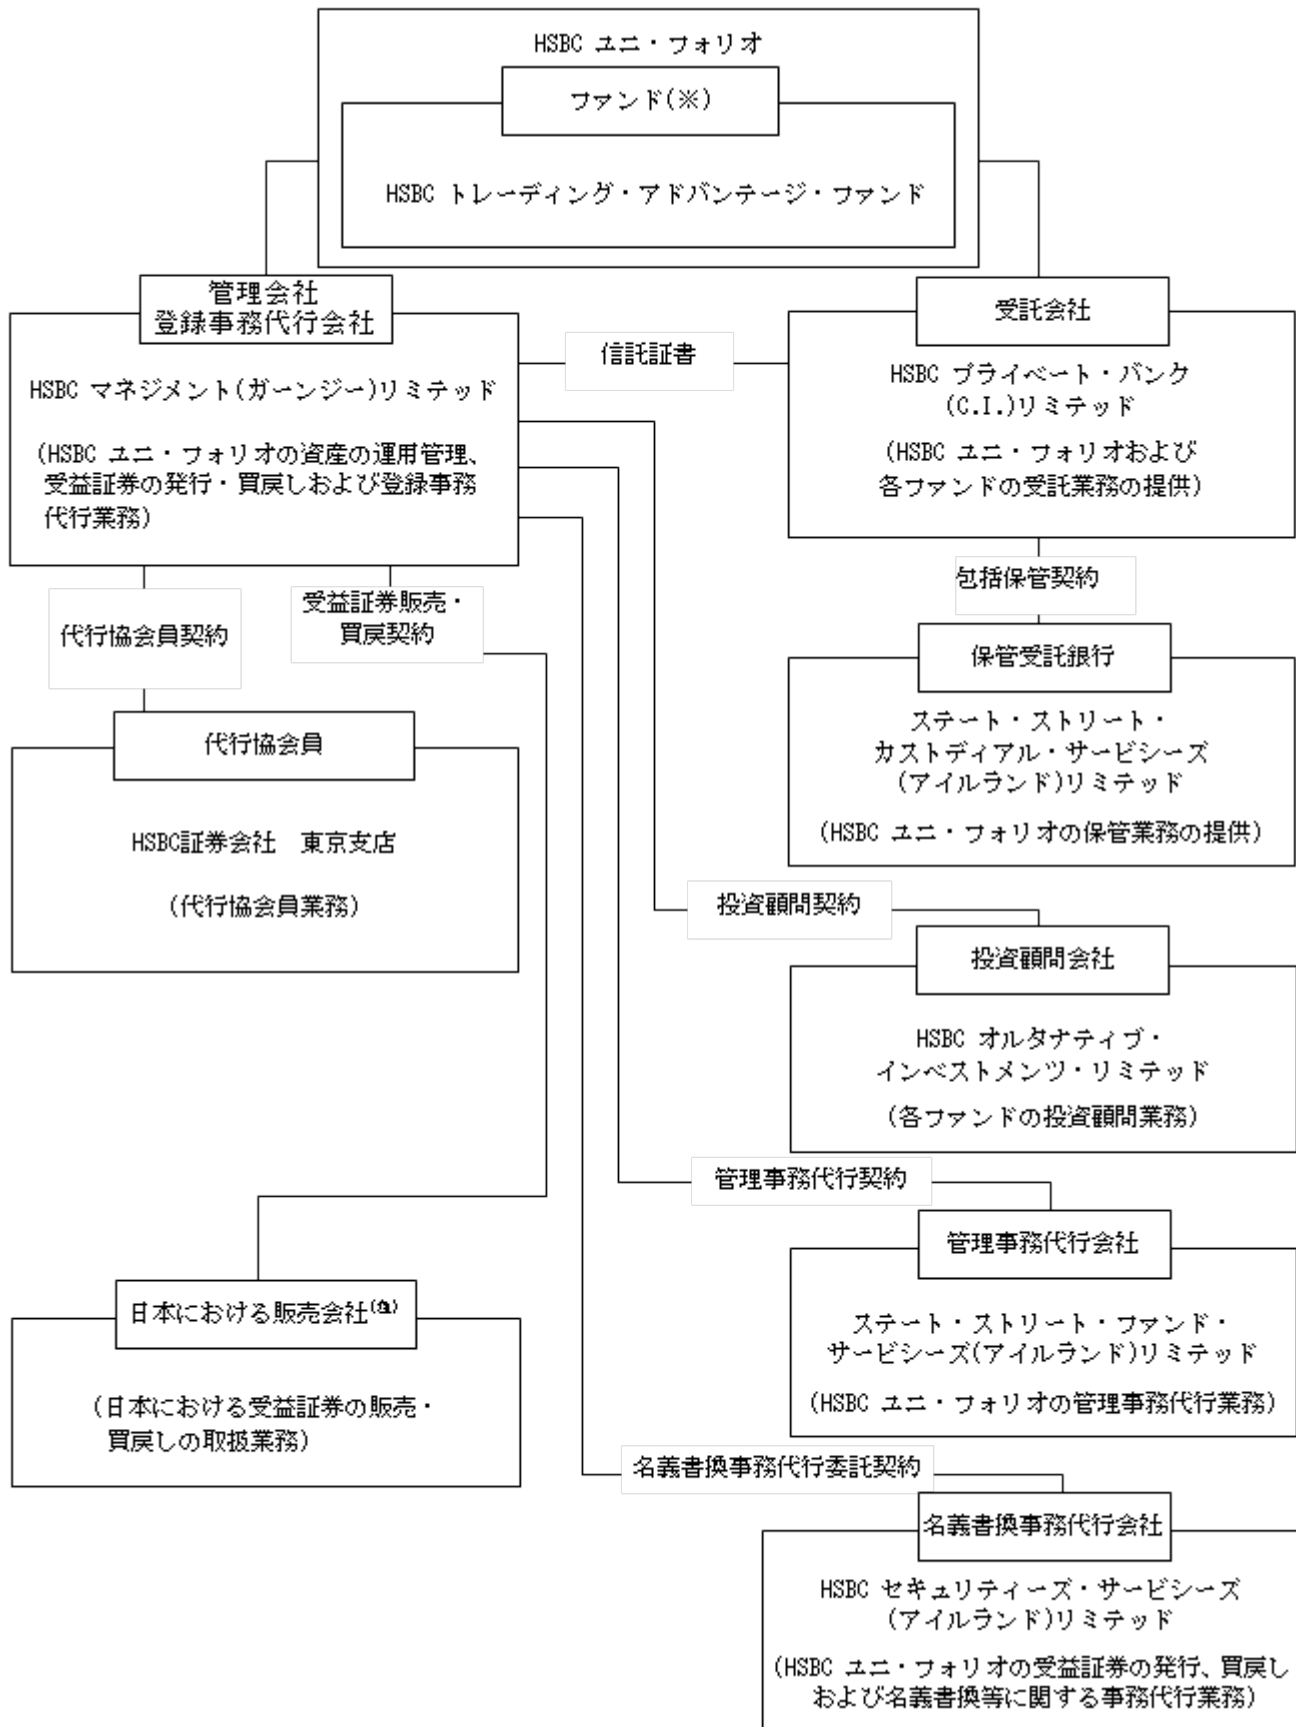 HSBC ユニ・フォリオ
ファンド(※)
HSBC トレーディング・アドバンテージ・ファンド
管理会社
登録事務代行会社
HSBC マネジメント(ガーンジー)リミテッド
(HSBC ユニ・フォリオの資産の運用管理、
受益証券の発行・買戻しおよび登録事務
代行業務)
信託証書
受託会社
HSBC プライベート・バンク
(C.I.)リミテッド
(HSBC ユニ・フォリオおよび
各ファンドの受託業務の提供)
代行協会員契約
受益証券販売・
買戻契約
包括保管契約
保管受託銀行
ステート・ストリート・
カストディアル・サービシーズ
(アイルランド)リミテッド
(HSBC ユニ・フォリオの保管業務の提供)
代行協会員
HSBC証券会社 東京支店
(代行協会員業務)
投資顧問契約
投資顧問会社
HSBC オルタナティブ・
インベストメンツ・リミテッド
(各ファンドの投資顧問業務)
管理事務代行契約
管理事務代行会社
ステート・ストリート・ファンド・
サービシーズ(アイルランド)リミテッド
(HSBC ユニ・フォリオの管理事務代行業務)
日本における販売会社
(日本における受益証券の販売・
買戻しの取扱業務)
名義書換事務代行委託契約
名義書換事務代行会社
HSBC セキュリティーズ・サービシーズ
(アイルランド)リミテッド
(HSBC ユニ・フォリオの受益証券の発行、買戻し
および名義書換等に関する事務代行業務)